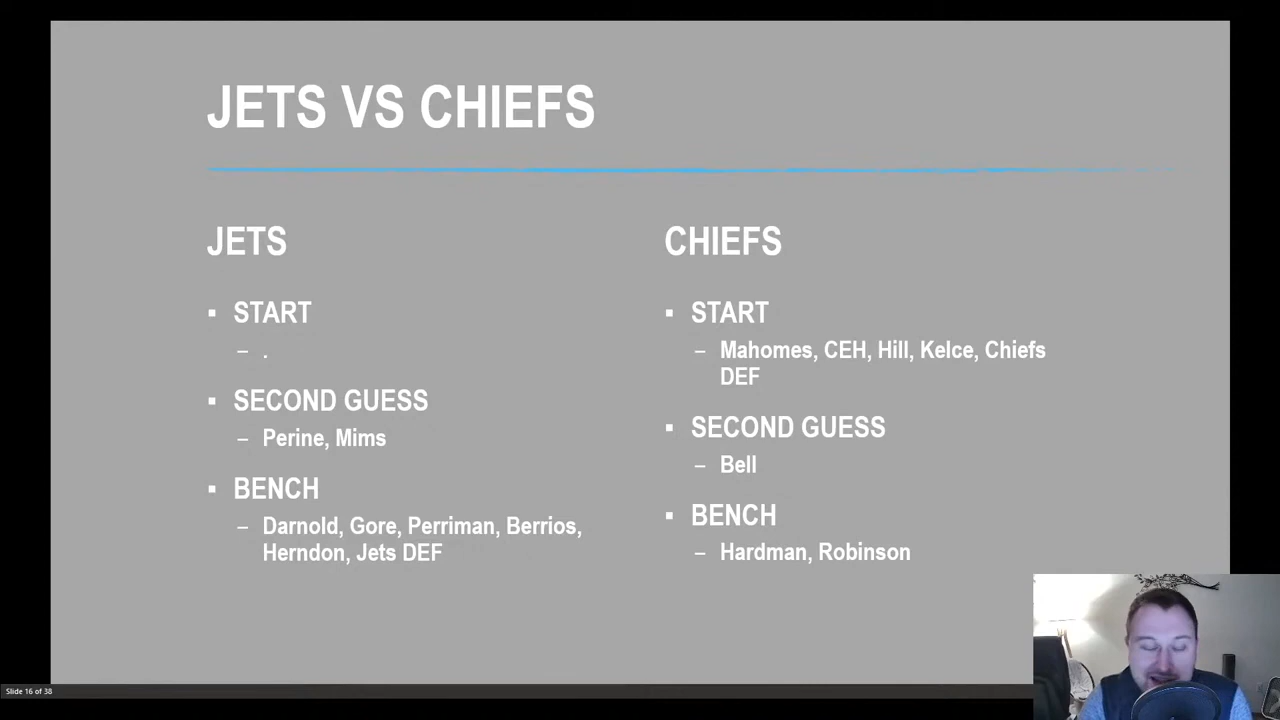 JETS VS CHIEFS
JETS
▪ START
– .
▪ SECOND GUESS
– Perine, Mims
▪ BENCH
– Darnold, Gore, Perriman, Berrios,
Herndon, Jets DEF
CHIEFS
▪ START
– Mahomes, CEH, Hill, Kelce, Chiefs
DEF
▪ SECOND GUESS
– Bell
▪ BENCH
– Hardman, Robinson
Slide 16 of 38